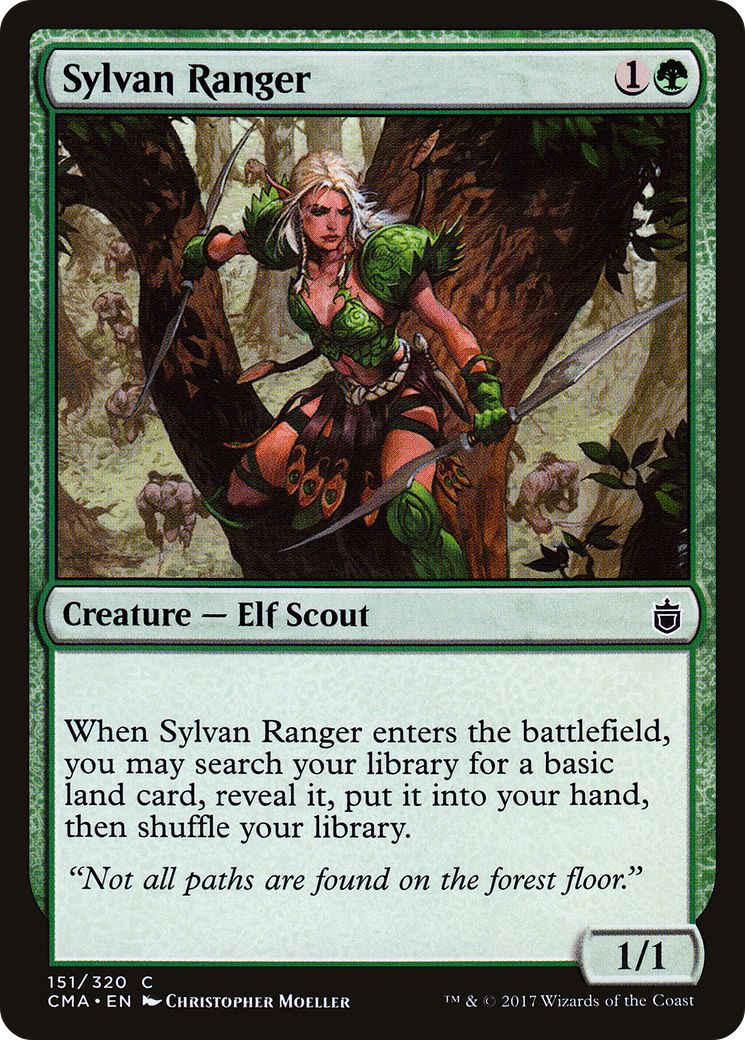 Sylvan Ranger
1
Creature — Elf Scout
When Sylvan Ranger enters the battlefield,
you may search your library for a basic
land card, reveal it, put it into your hand,
then shuffle your library.
“Not all paths are found on the forest floor.”
1/1
151/320 C
CMA • EN Christopher Moeller
™ & © 2017 Wizards of the Coast